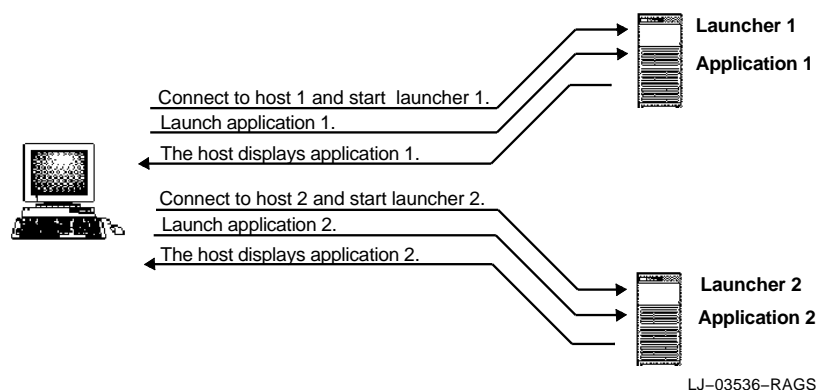 Launcher 1
Application 1
Connect to host 1 and start launcher 1.
Launch application 1.
The host displays application 1.
Connect to host 2 and start launcher 2.
Launch application 2.
The host displays application 2.
Launcher 2
Application 2
LJ–03536–RAGS